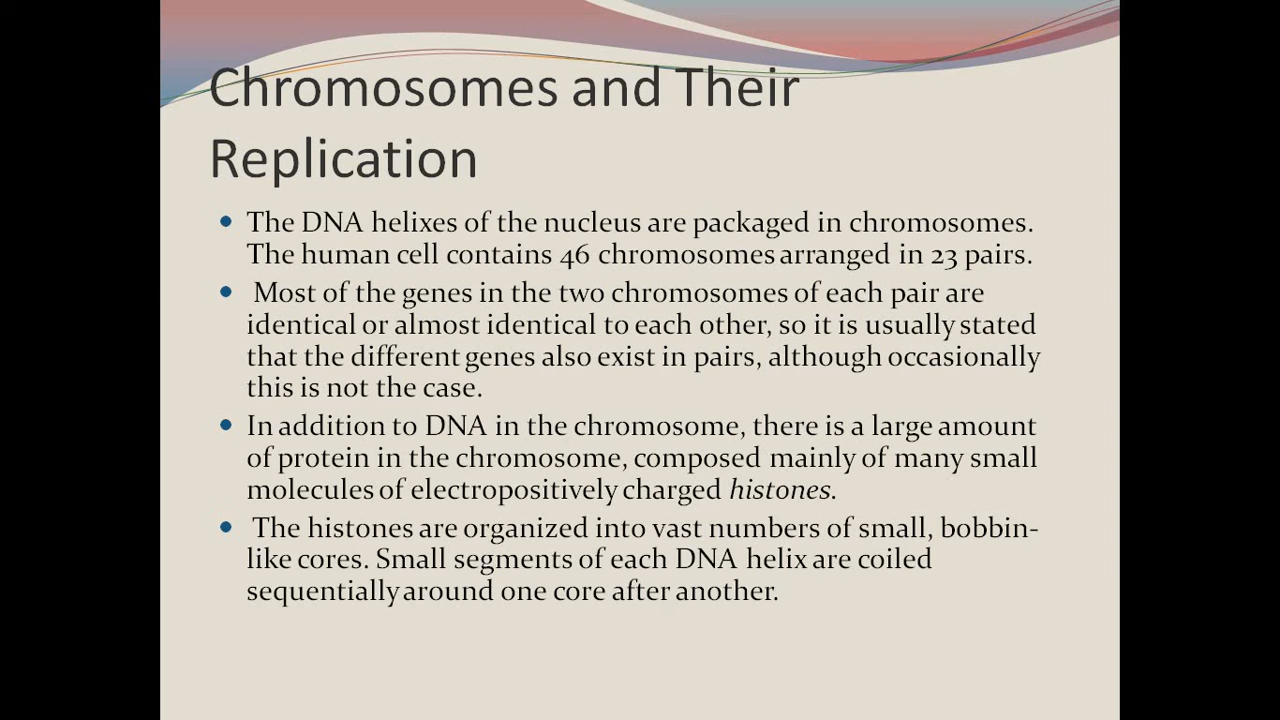 Chromosomes and Their
Replication
• The DNA helixes of the nucleus are packaged in chromosomes.
The human cell contains 46 chromosomes arranged in 23 pairs.
• Most of the genes in the two chromosomes of each pair are
identical or almost identical to each other, so it is usually stated
that the different genes also exist in pairs, although occasionally
this is not the case.
• In addition to DNA in the chromosome, there is a large amount
of protein in the chromosome, composed mainly of many small
molecules of electropositively charged histones.
• The histones are organized into vast numbers of small, bobbin-
like cores. Small segments of each DNA helix are coiled
sequentially around one core after another.